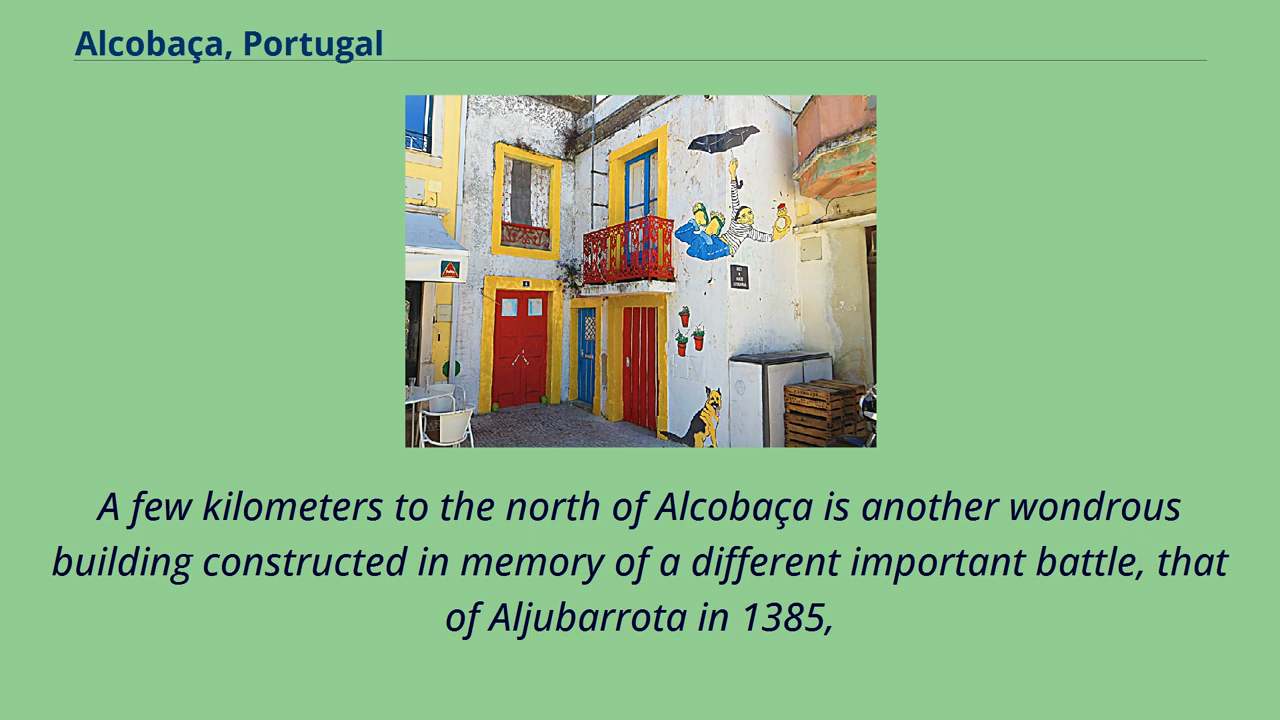 Alcobaça, Portugal
A few kilometers to the north of Alcobaça is another wondrous
building constructed in memory of a different important battle, that
of Aljubarrota in 1385,